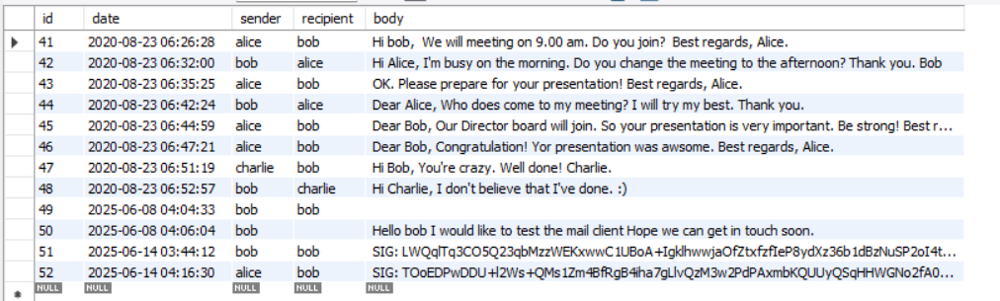 id date sender recipient body
41 2020-08-23 06:26:28 alice bob Hi bob,  We will meeting on 9.00 am. Do you join?  Best regards, Alice.
42 2020-08-23 06:32:00 bob alice Hi Alice, I'm busy on the morning. Do you change the meeting to the afternoon? Thank you. Bob
43 2020-08-23 06:35:25 alice bob OK. Please prepare for your presentation! Best regards, Alice.
44 2020-08-23 06:42:24 bob alice Dear Alice, Who does come to my meeting? I will try my best. Thank you.
45 2020-08-23 06:44:59 alice bob Dear Bob, Our Director board will join. So your presentation is very important. Be strong! Best r...
46 2020-08-23 06:47:21 alice bob Dear Bob, Congratulation! Yor presentation was awsome. Best regards, Alice.
47 2020-08-23 06:51:19 charlie bob Hi Bob, You're crazy. Well done! Charlie.
48 2020-08-23 06:52:57 bob charlie Hi Charlie, I don't believe that I've done. :)
49 2025-06-08 04:04:33 bob bob
50 2025-06-08 04:06:04 bob Hello bob I would like to test the mail client Hope we can get in touch soon.
51 2025-06-14 03:44:12 bob bob SIG: LWQqlTq3CO5Q23qbMzzWEKxwwC1UBoA+IgklhwwjaOfZtxfzfIeP8ydXz36b1dBzNuSP2oI4t...
52 2025-06-14 04:16:30 alice bob SIG: TOoEDPwDDU+l2Ws+QMs1Zm4BfRgB4iha7gLlvQzM3w2PdPAxmbKQUUyQSqHHWGNo2fA0...
NULL NULL NULL NULL NULL